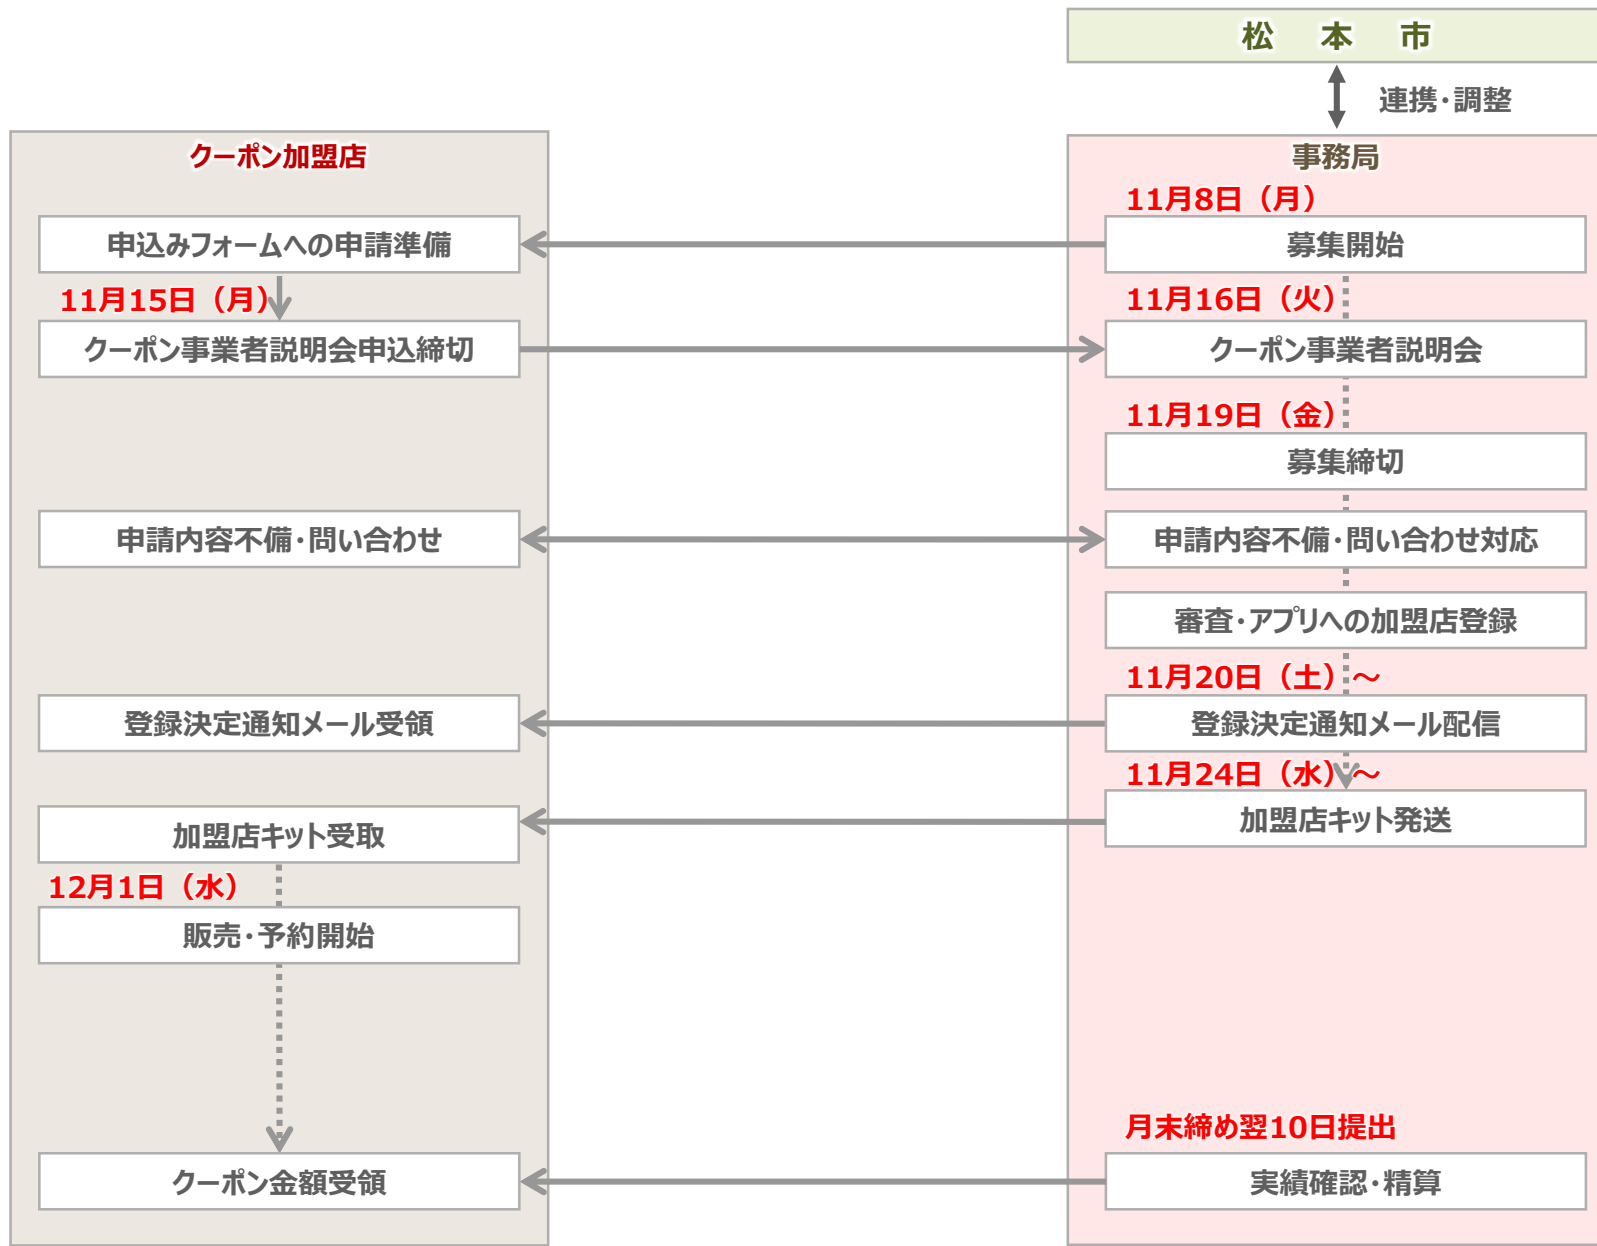 松 本 市
連携・調整
クーポン加盟店
事務局
11月8日（月）
申込みフォームへの申請準備
募集開始
11月15日（月）
11月16日（火）
クーポン事業者説明会申込締切
クーポン事業者説明会
11月19日（金）
募集締切
申請内容不備・問い合わせ
申請内容不備・問い合わせ対応
審査・アプリへの加盟店登録
11月20日（土）～
登録決定通知メール受領
登録決定通知メール配信
11月24日（水）～
加盟店キット受取
加盟店キット発送
12月1日（水）
販売・予約開始
月末締め翌10日提出
クーポン金額受領
実績確認・精算